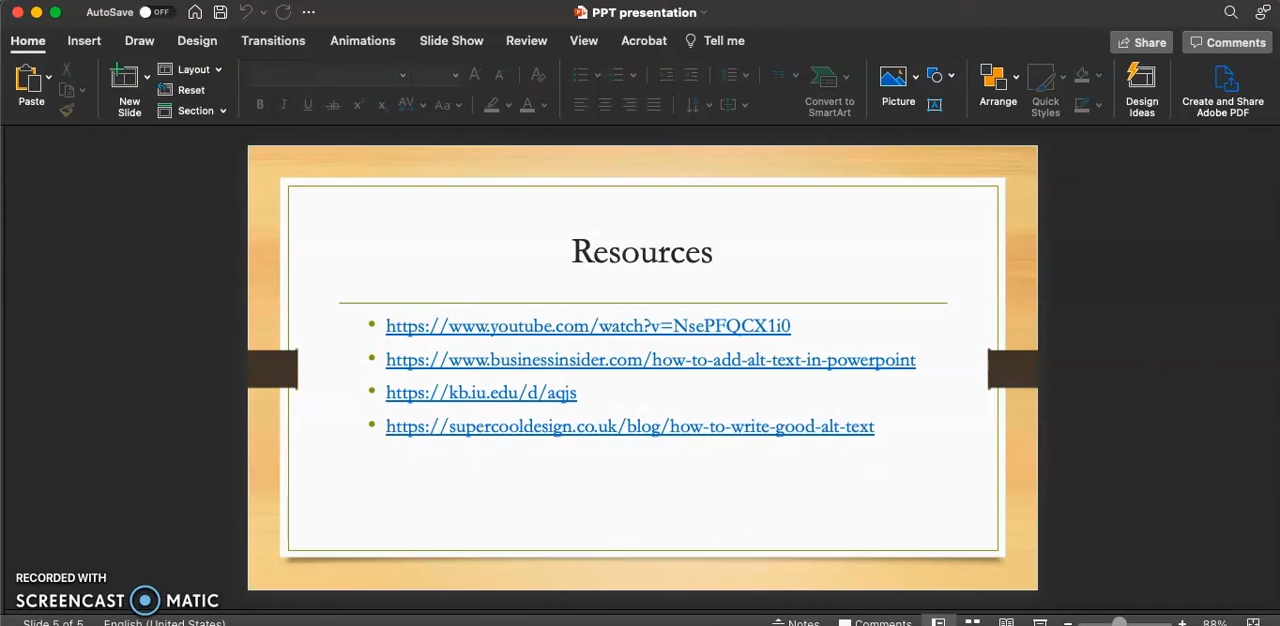 AutoSave OFF PPT presentation
Home Insert Draw Design Transitions Animations Slide Show Review View Acrobat Tell me Share Comments
Paste New Slide Layout Reset Section Convert to SmartArt Picture Arrange Quick Styles Design Ideas Create and Share Adobe PDF
Resources
https://www.youtube.com/watch?v=NsePFQCX1i0
https://www.businessinsider.com/how-to-add-alt-text-in-powerpoint
https://kb.iu.edu/d/aqjs
https://supercooldesign.co.uk/blog/how-to-write-good-alt-text
RECORDED WITH
SCREENCAST MATIC
Slide 5 of 5 English (United States) Notes Comments 88%